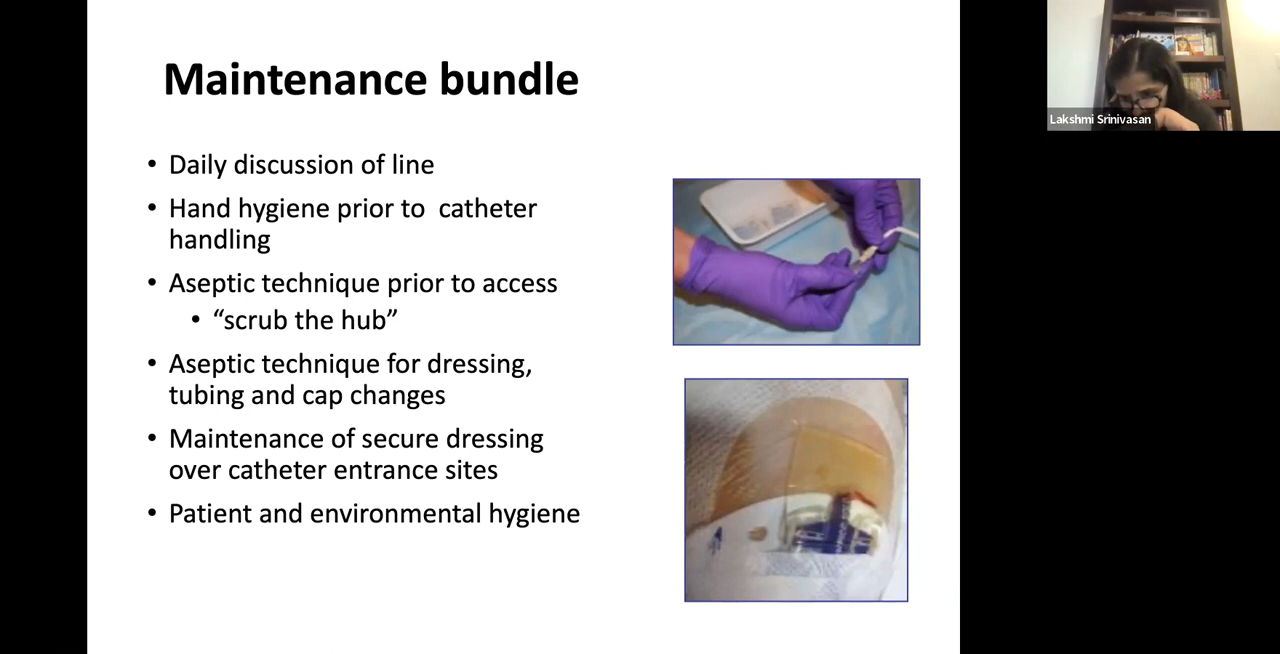 Maintenance bundle
• Daily discussion of line
• Hand hygiene prior to  catheter
handling
• Aseptic technique prior to access
• “scrub the hub”
• Aseptic technique for dressing,
tubing and cap changes
• Maintenance of secure dressing
over catheter entrance sites
• Patient and environmental hygiene
Lakshmi Srinivasan